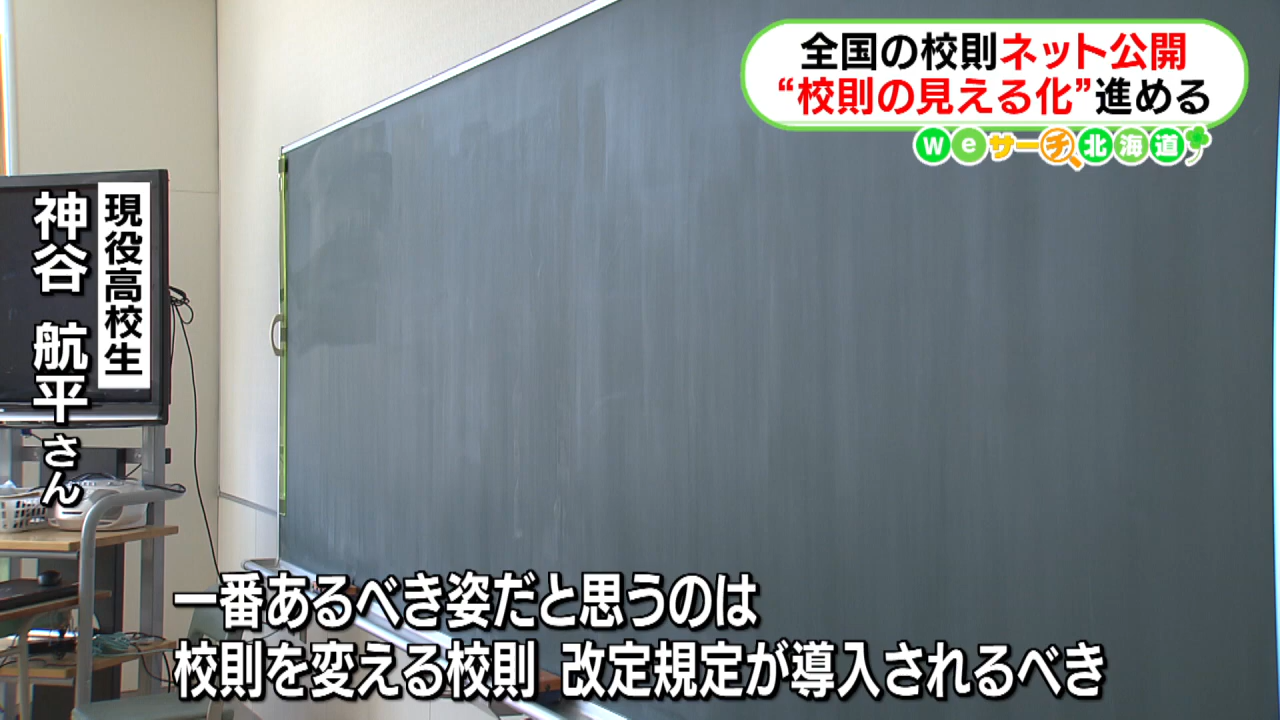 全国の校則ネット公開
“校則の見える化”進める
Weサーチ北海道
現役高校生
神谷 航平さん
一番あるべき姿だと思うのは
校則を変える校則 改定規定が導入されるべき